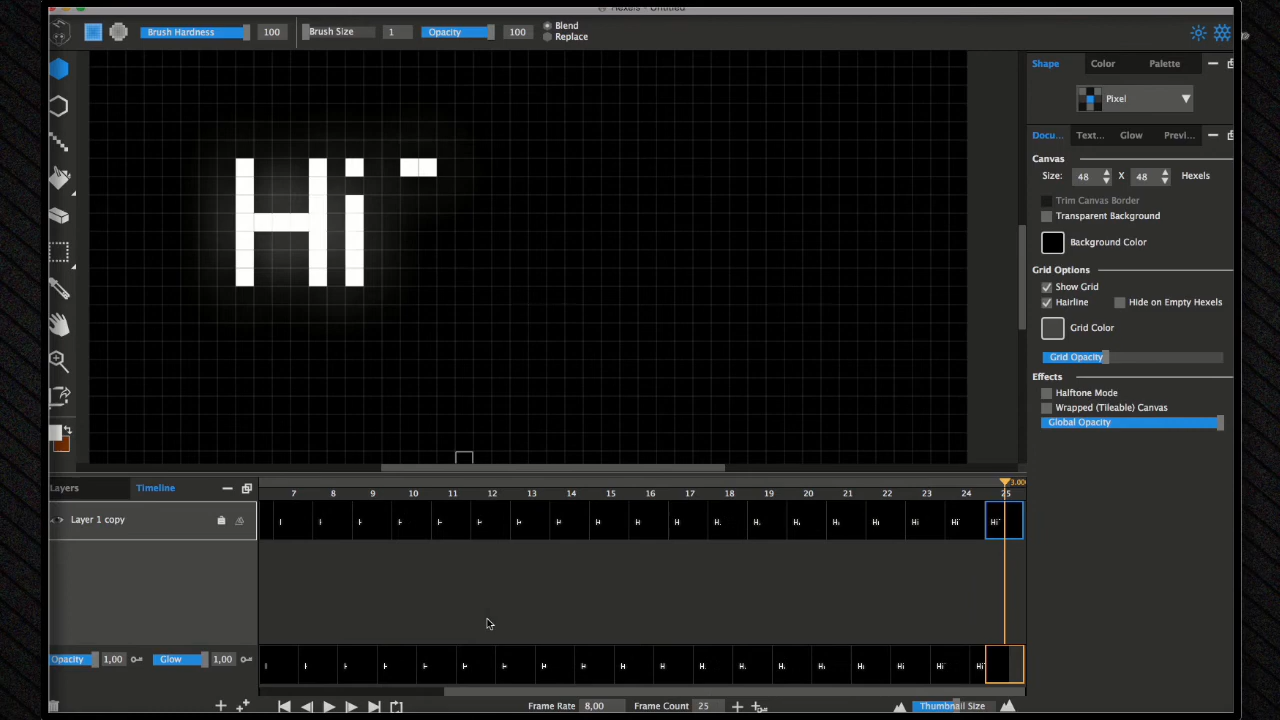 Hexels - Untitled
Brush Hardness 100 Brush Size 1 Opacity 100
Blend
Replace
Hi
Shape Color Palette
Pixel
Docu... Text... Glow Previ...
Canvas
Size: 48 X 48 Hexels
Trim Canvas Border
Transparent Background
Background Color
Grid Options
Show Grid
Hairline Hide on Empty Hexels
Grid Color
Grid Opacity
Effects
Halftone Mode
Wrapped (Tileable) Canvas
Global Opacity
Layers Timeline
3.000
7 8 9 10 11 12 13 14 15 16 17 18 19 20 21 22 23 24 25
Layer 1 copy
Opacity 1,00 Glow 1,00
Frame Rate 8,00 Frame Count 25 Thumbnail Size